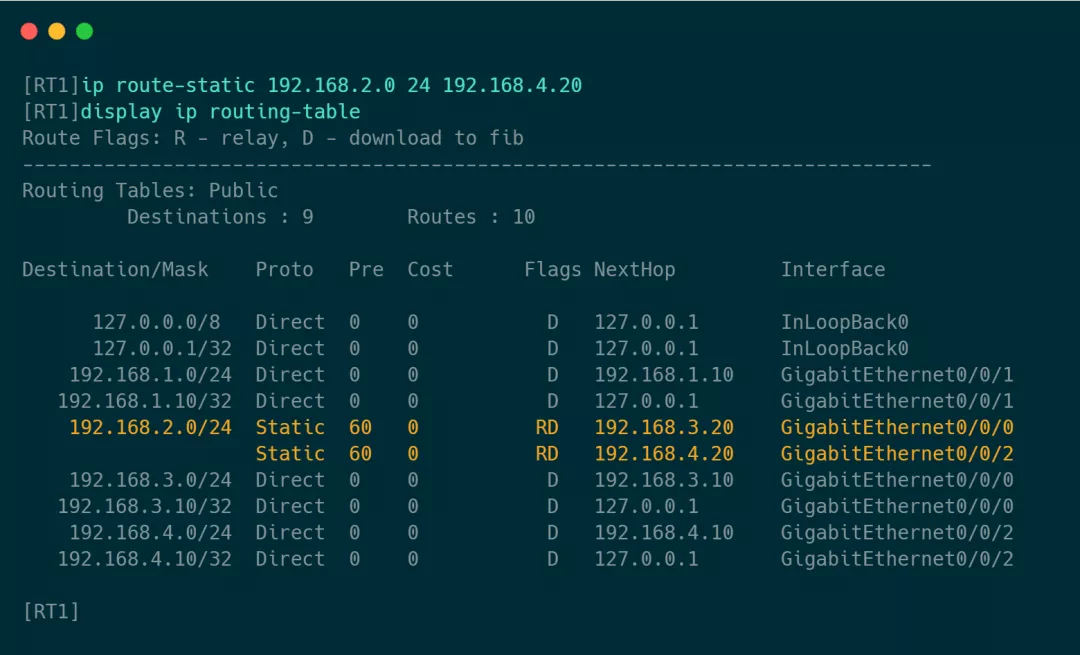 [RT1]ip route-static 192.168.2.0 24 192.168.4.20
[RT1]display ip routing-table
Route Flags: R - relay, D - download to fib
------------------------------------------------------------------------------
Routing Tables: Public
         Destinations : 9        Routes : 10

Destination/Mask    Proto   Pre  Cost      Flags NextHop         Interface

      127.0.0.0/8   Direct  0    0           D   127.0.0.1       InLoopBack0
      127.0.0.1/32  Direct  0    0           D   127.0.0.1       InLoopBack0
    192.168.1.0/24  Direct  0    0           D   192.168.1.10    GigabitEthernet0/0/1
   192.168.1.10/32  Direct  0    0           D   127.0.0.1       GigabitEthernet0/0/1
    192.168.2.0/24  Static  60   0          RD   192.168.3.20    GigabitEthernet0/0/0
                    Static  60   0          RD   192.168.4.20    GigabitEthernet0/0/2
    192.168.3.0/24  Direct  0    0           D   192.168.3.10    GigabitEthernet0/0/0
   192.168.3.10/32  Direct  0    0           D   127.0.0.1       GigabitEthernet0/0/0
    192.168.4.0/24  Direct  0    0           D   192.168.4.10    GigabitEthernet0/0/2
   192.168.4.10/32  Direct  0    0           D   127.0.0.1       GigabitEthernet0/0/2

[RT1]